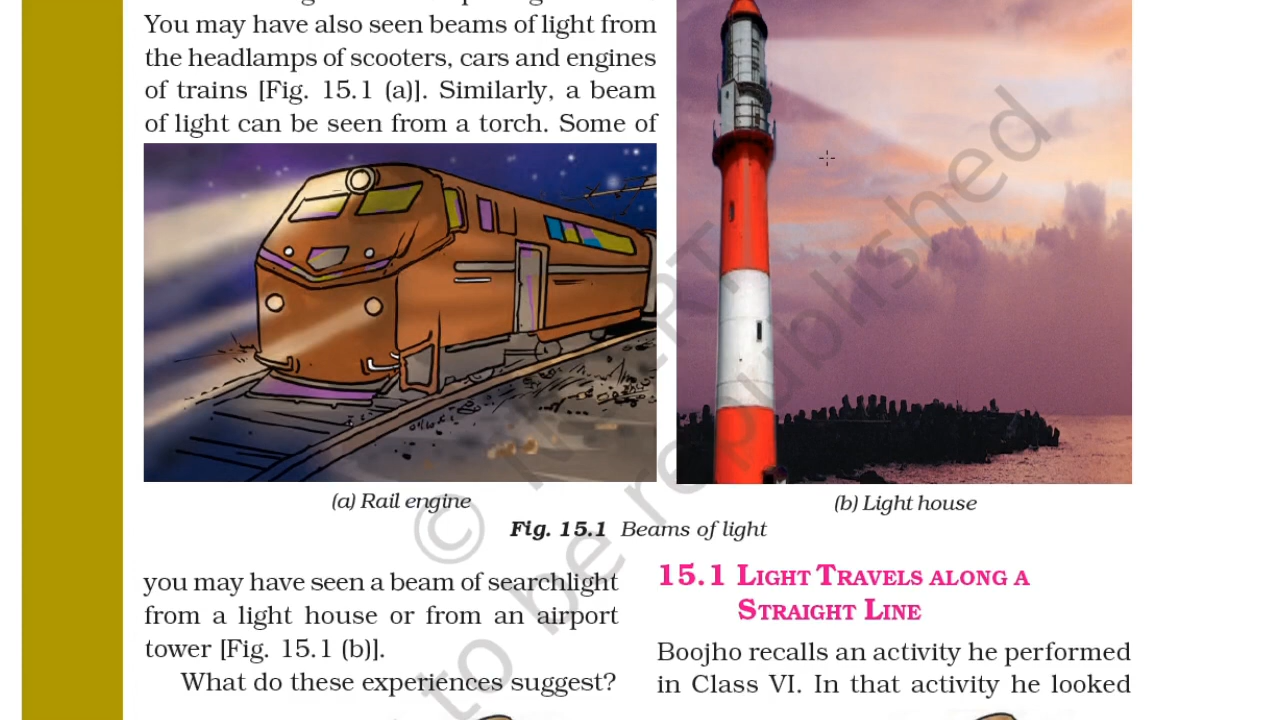 You may have also seen beams of light from
the headlamps of scooters, cars and engines
of trains [Fig. 15.1 (a)]. Similarly, a beam
of light can be seen from a torch. Some of
(a) Rail engine
(b) Light house
Fig. 15.1 Beams of light
you may have seen a beam of searchlight
from a light house or from an airport
tower [Fig. 15.1 (b)].
What do these experiences suggest?
15.1 LIGHT TRAVELS ALONG A
STRAIGHT LINE
Boojho recalls an activity he performed
in Class VI. In that activity he looked
to be republished